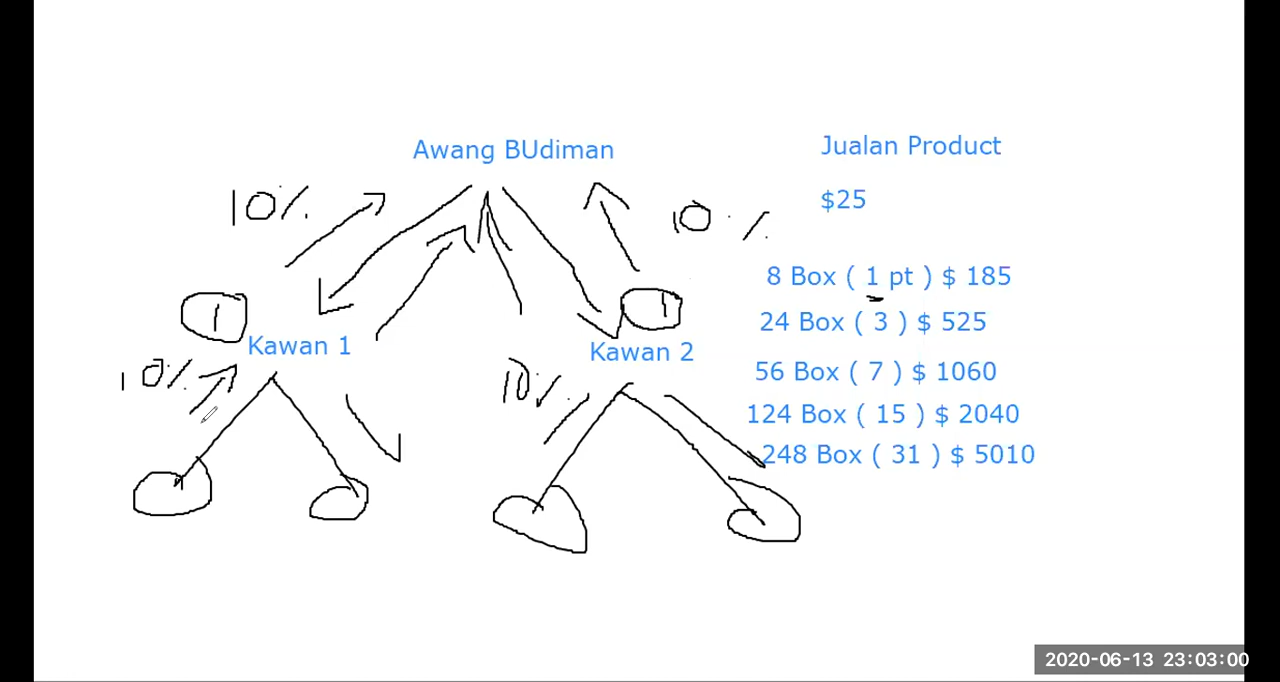 Awang BUdiman
Jualan Product
10%
$25
10%
8 Box ( 1 pt ) $ 185
1
1
24 Box ( 3 ) $ 525
Kawan 1
Kawan 2
10%
10%
56 Box ( 7 ) $ 1060
124 Box ( 15 ) $ 2040
248 Box ( 31 ) $ 5010
2020-06-13 23:03:00